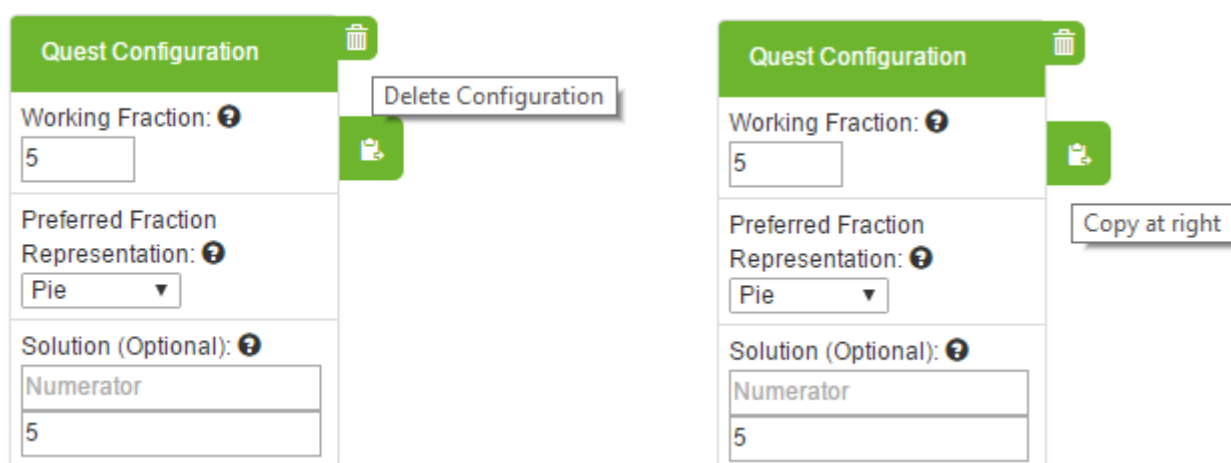 Quest Configuration
Delete Configuration
Working Fraction:
5
Preferred Fraction
Representation:
Pie
Solution (Optional):
Numerator
5
Quest Configuration
Working Fraction:
5
Copy at right
Preferred Fraction
Representation:
Pie
Solution (Optional):
Numerator
5